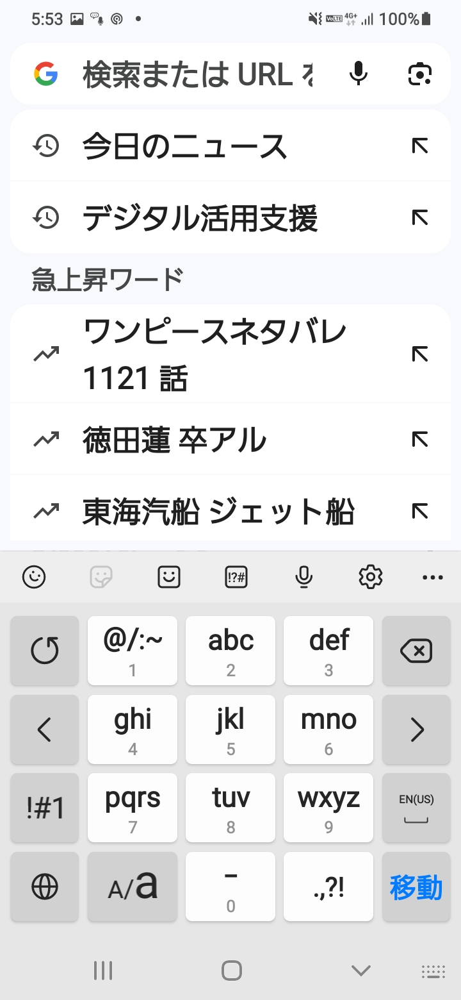 5:53 VoLTE 4G+ 100%
検索または URL を
今日のニュース
デジタル活用支援
急上昇ワード
ワンピースネタバレ
1121 話
徳田蓮 卒アル
東海汽船 ジェット船
!?#
@/:~ abc def
1 2 3
ghi jkl mno
4 5 6
!#1 pqrs tuv wxyz EN(US)
7 8 9
A/a – .,?! 移動
0